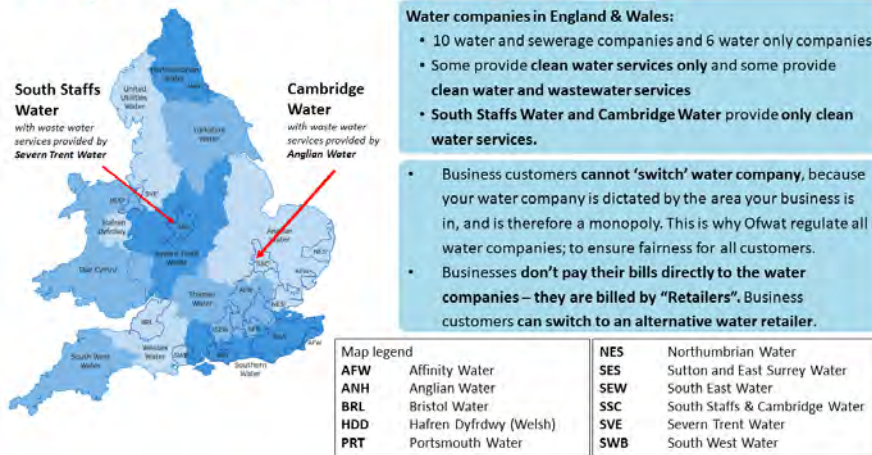 South Staffs
Water
with waste water
services provided by
Severn Trent Water
Cambridge
Water
with waste water
services provided by
Anglian Water
United
Utilities
Water
Yorkshire
Water
SVE
HDD
Hafren
Dyfrdwy
Severn Trent
Water
Anglian
Water
Dwr Cymru
Thames
Water
AFW
NES
BRL
Wessex
Water
South West
Water
Southern
Water
AFW
Water companies in England & Wales:
• 10 water and sewerage companies and 6 water only companies
• Some provide clean water services only and some provide
clean water and wastewater services
• South Staffs Water and Cambridge Water provide only clean
water services.
• Business customers cannot ‘switch’ water company, because
your water company is dictated by the area your business is
in, and is therefore a monopoly. This is why Ofwat regulate all
water companies; to ensure fairness for all customers.
• Businesses don’t pay their bills directly to the water
companies – they are billed by “Retailers”. Business
customers can switch to an alternative water retailer.
Map legend
AFW Affinity Water
ANH Anglian Water
BRL Bristol Water
HDD Hafren Dyfrdwy (Welsh)
PRT Portsmouth Water
NES Northumbrian Water
SES Sutton and East Surrey Water
SEW South East Water
SSC South Staffs & Cambridge Water
SVE Severn Trent Water
SWB South West Water